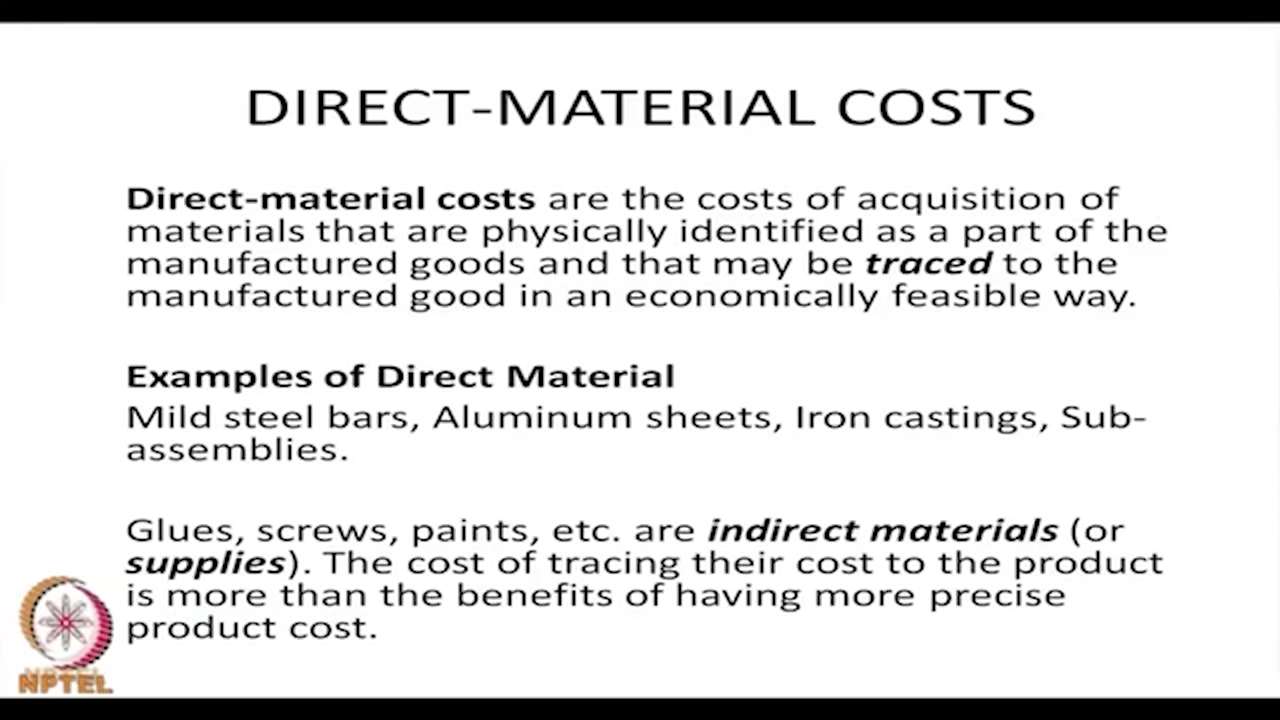 DIRECT-MATERIAL COSTS
Direct-material costs are the costs of acquisition of
materials that are physically identified as a part of the
manufactured goods and that may be traced to the
manufactured good in an economically feasible way.
Examples of Direct Material
Mild steel bars, Aluminum sheets, Iron castings, Sub-
assemblies.
Glues, screws, paints, etc. are indirect materials (or
supplies). The cost of tracing their cost to the product
is more than the benefits of having more precise
product cost.
NPTEL